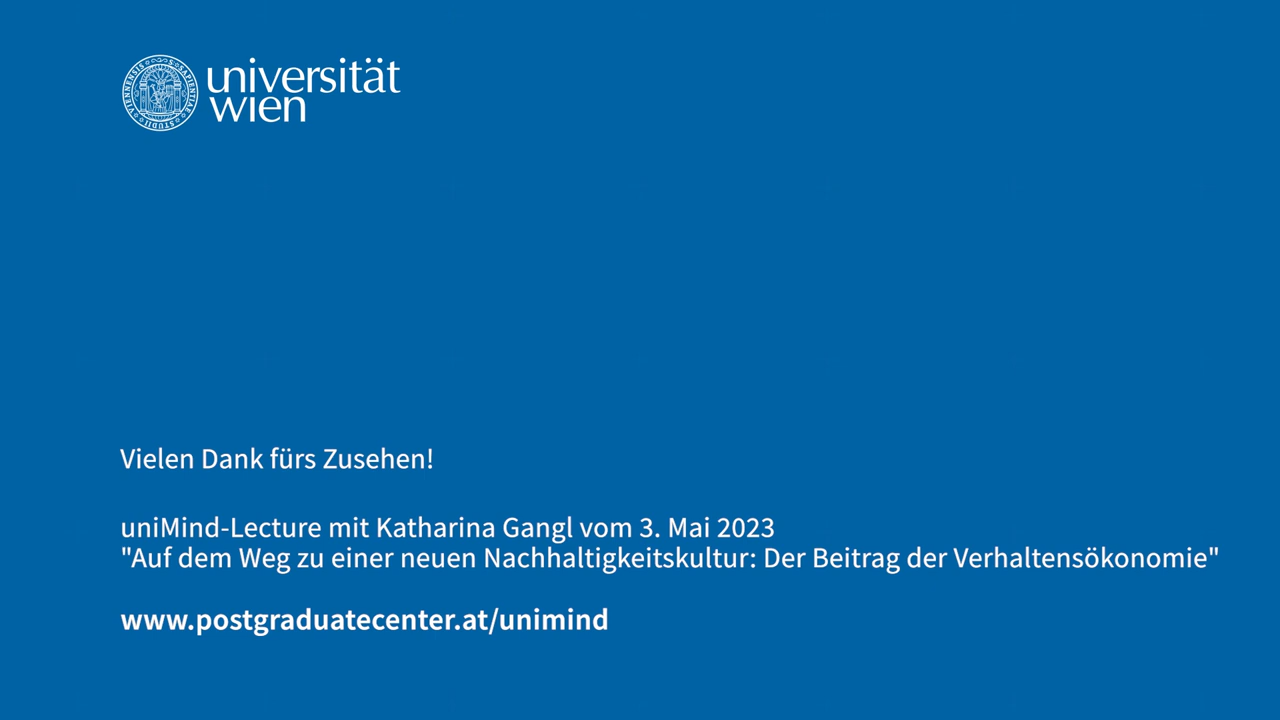 universität
wien
Vielen Dank fürs Zusehen!
uniMind-Lecture mit Katharina Gangl vom 3. Mai 2023
"Auf dem Weg zu einer neuen Nachhaltigkeitskultur: Der Beitrag der Verhaltensökonomie"
www.postgraduatecenter.at/unimind